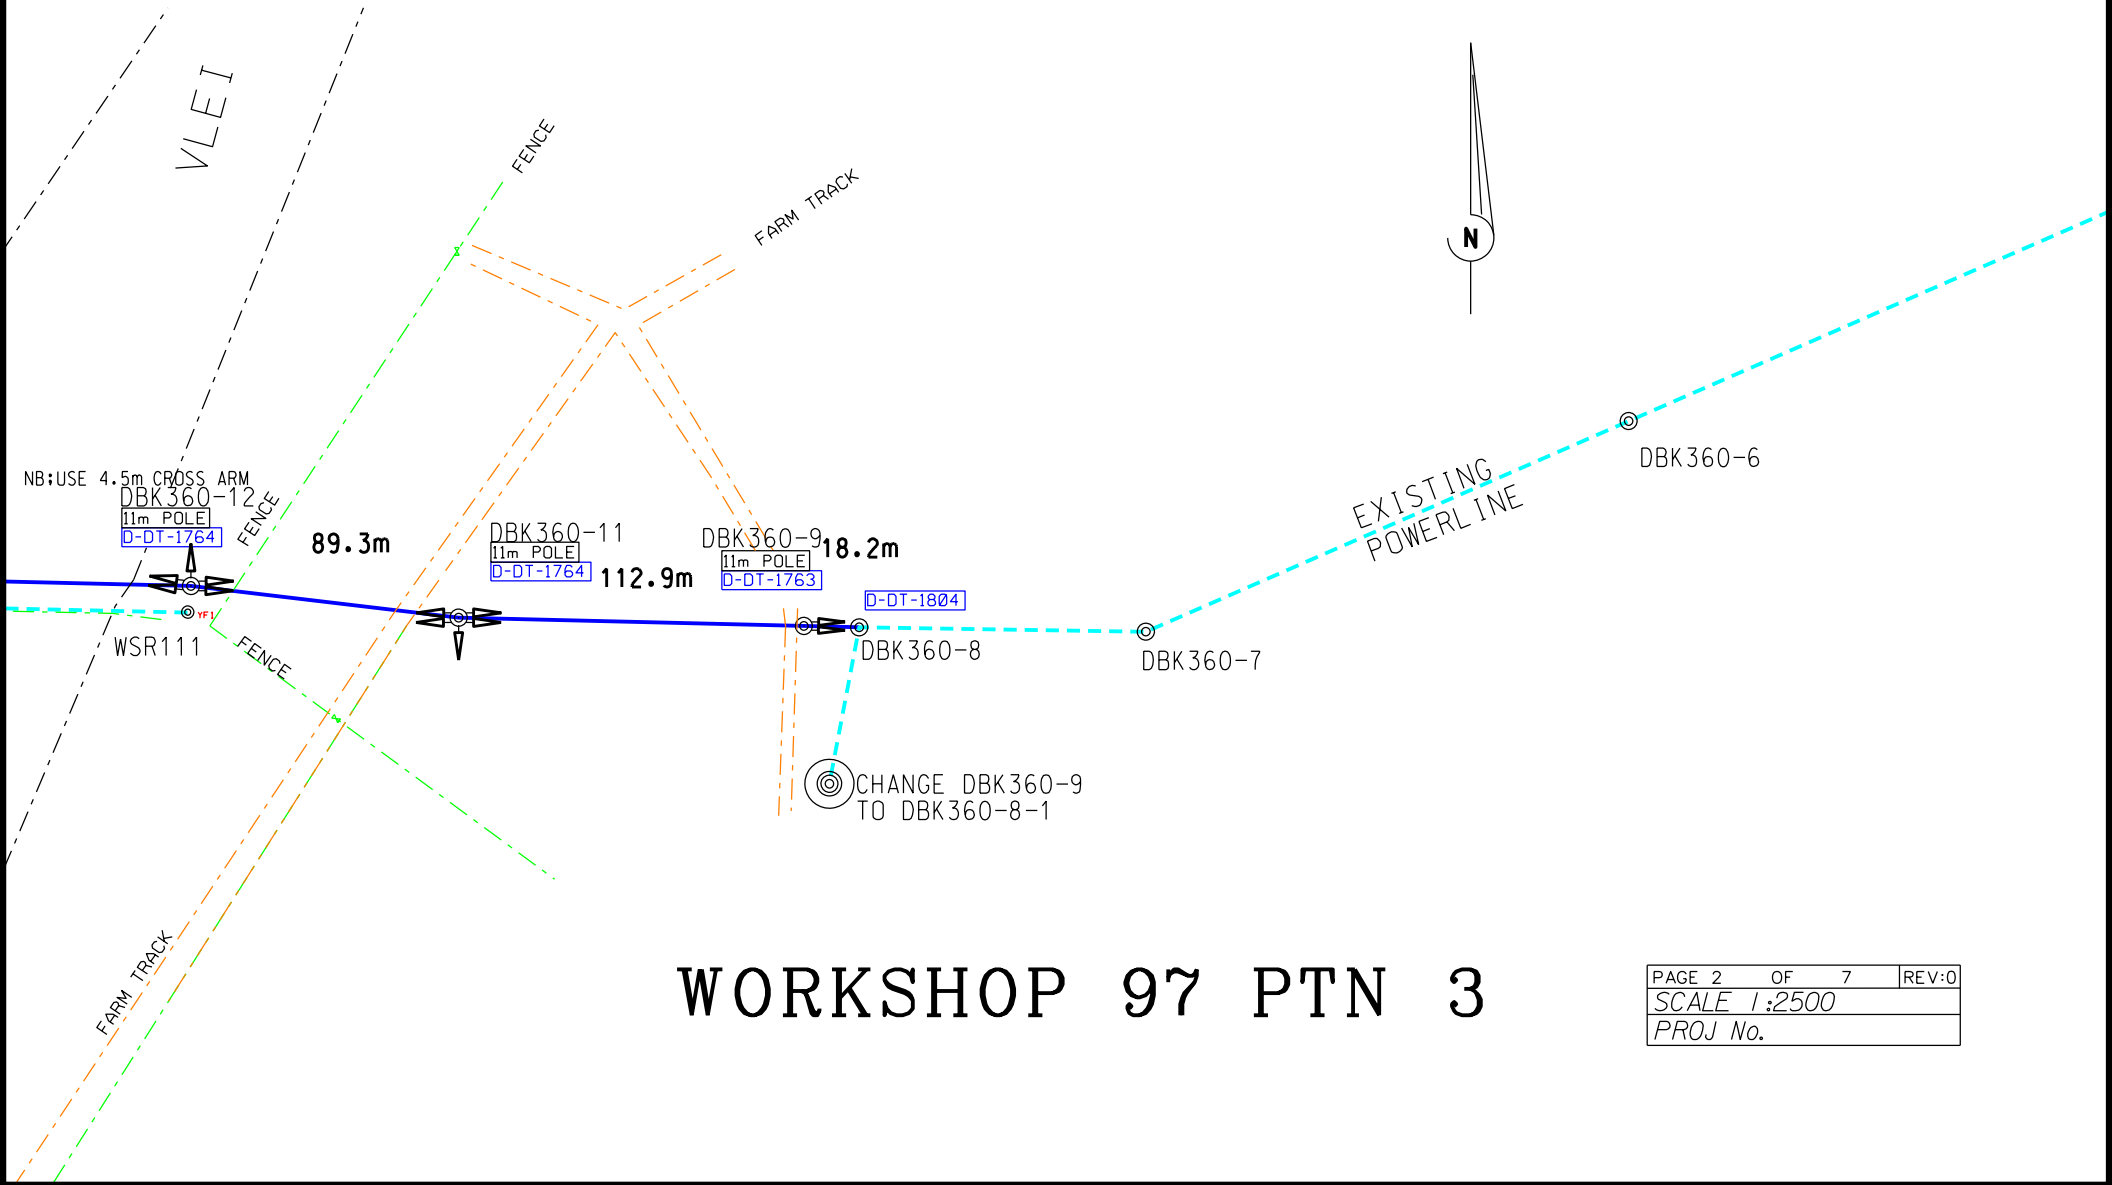 VLEI
FENCE
FARM TRACK
N
DBK360-6
EXISTING
POWERLINE
NB;USE 4.5m CROSS ARM
DBK360-12
11m POLE
D-DT-1764
FENCE
89.3m
DBK360-11
11m POLE
D-DT-1764
112.9m
DBK360-9
11m POLE
D-DT-1763
18.2m
D-DT-1804
DBK360-8
DBK360-7
YF1
WSR111
FENCE
CHANGE DBK360-9
TO DBK360-8-1
FARM TRACK
WORKSHOP 97 PTN 3
PAGE 2 OF 7 REV:0
SCALE 1:2500
PROJ No.